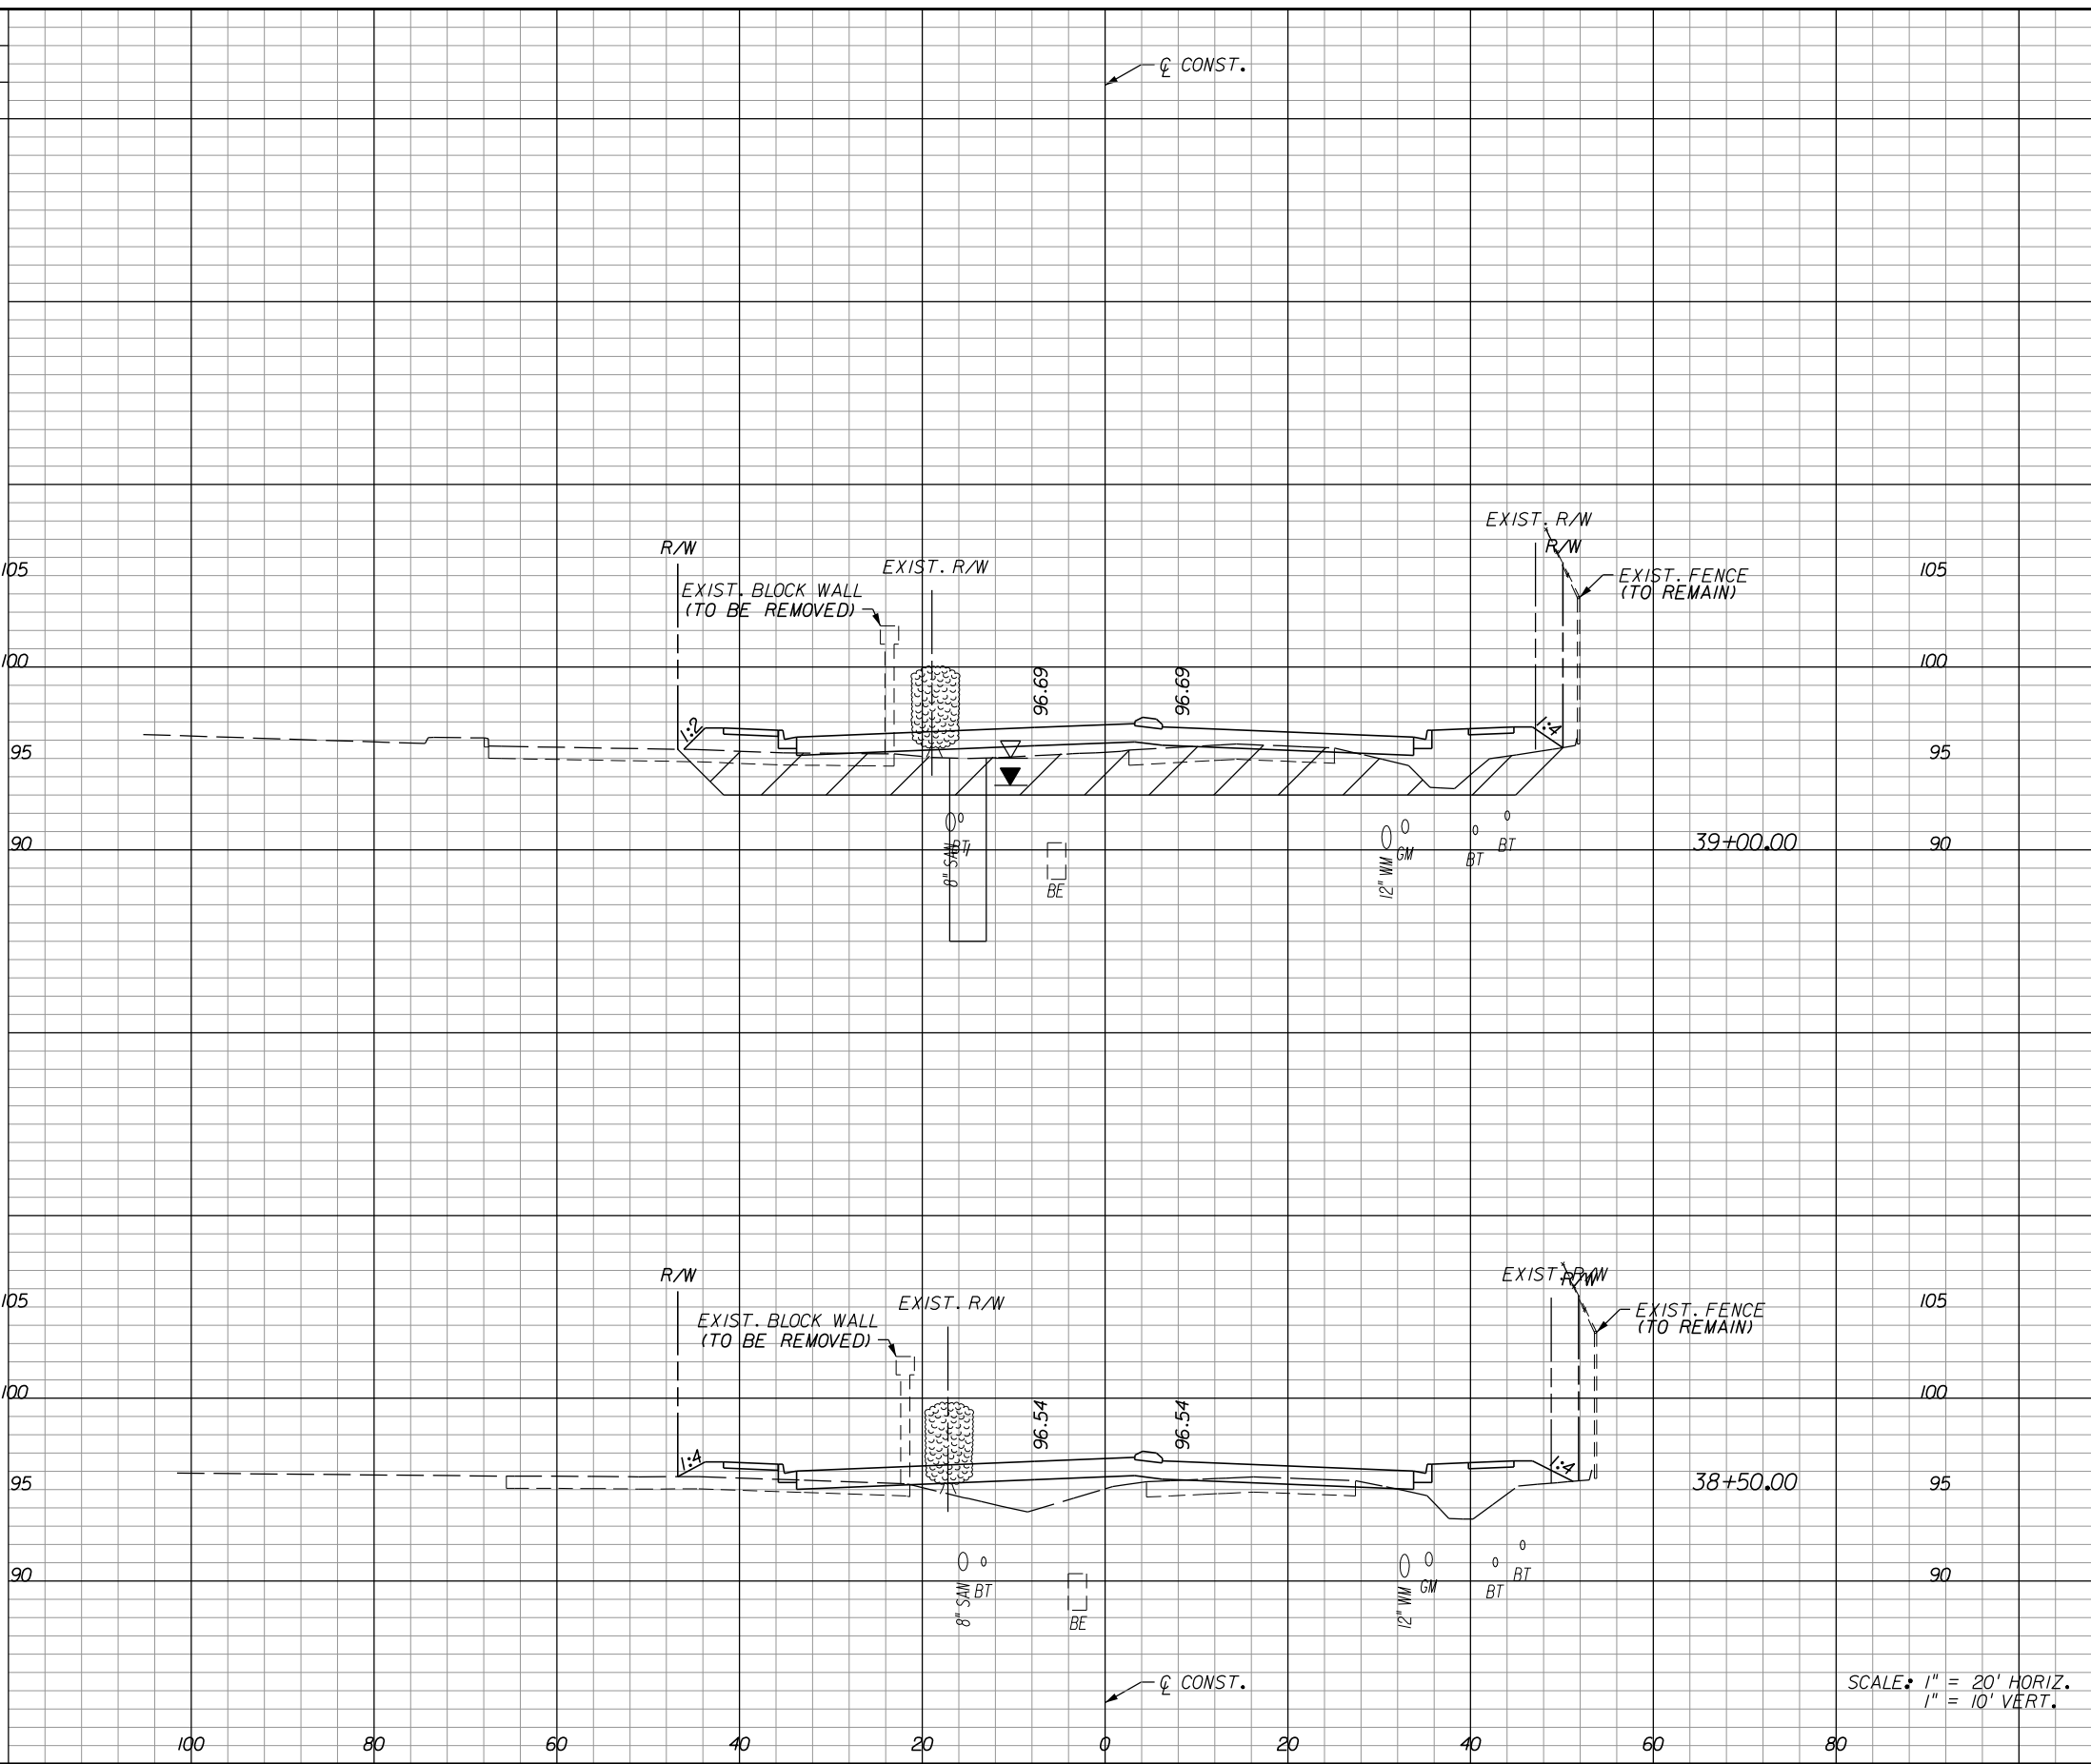 ℄ CONST.
EXIST. R/W
R/W
R/W
EXIST. R/W
105
EXIST. FENCE
105
(TO REMAIN)
EXIST. BLOCK WALL
(TO BE REMOVED)
100
96.69
96.69
100
1:2
1:4
95
95
90
8" SAN
BT
BE
12" WM
GM
BT
BT
39+00.00
90
R/W
EXIST. R/W
R/W
105
EXIST. R/W
105
EXIST. BLOCK WALL
(TO BE REMOVED)
EXIST. FENCE
(TO REMAIN)
100
96.54
96.54
100
1:4
1:4
95
38+50.00
95
90
8" SAN
BT
BE
12" WM
GM
BT
BT
90
℄ CONST.
SCALE: 1" = 20' HORIZ.
1" = 10' VERT.
100 80 60 40 20 0 20 40 60 80